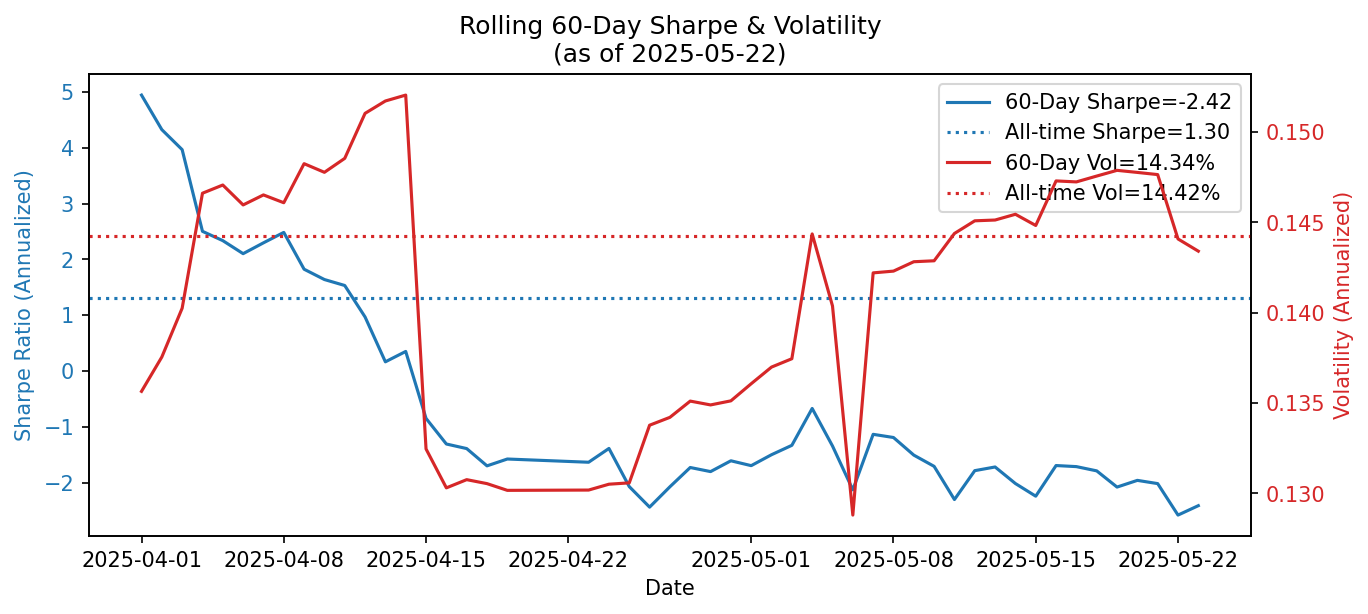 Rolling 60-Day Sharpe & Volatility
(as of 2025-05-22)
60-Day Sharpe=-2.42
All-time Sharpe=1.30
60-Day Vol=14.34%
All-time Vol=14.42%
Sharpe Ratio (Annualized)
5
4
3
2
1
0
−1
−2
0.150
0.145
0.140
0.135
0.130
Volatility (Annualized)
2025-04-01
2025-04-08
2025-04-15
2025-04-22
2025-05-01
2025-05-08
2025-05-15
2025-05-22
Date